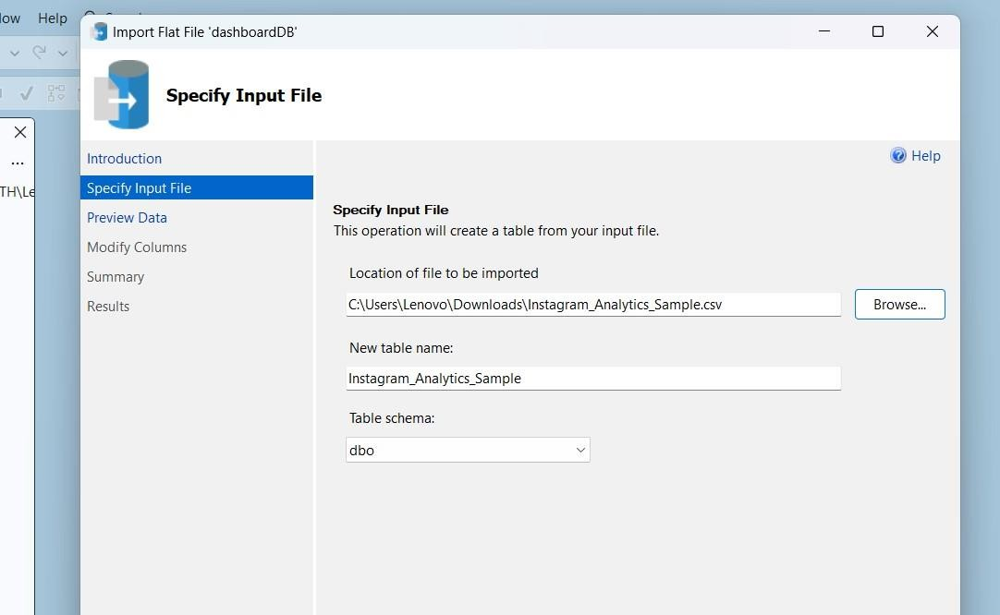 Help
Import Flat File 'dashboardDB'
Specify Input File
Introduction
Specify Input File
Preview Data
Modify Columns
Summary
Results
Help
Specify Input File
This operation will create a table from your input file.
Location of file to be imported
C:\Users\Lenovo\Downloads\Instagram_Analytics_Sample.csv
Browse...
New table name:
Instagram_Analytics_Sample
Table schema:
dbo
...
TH\Le